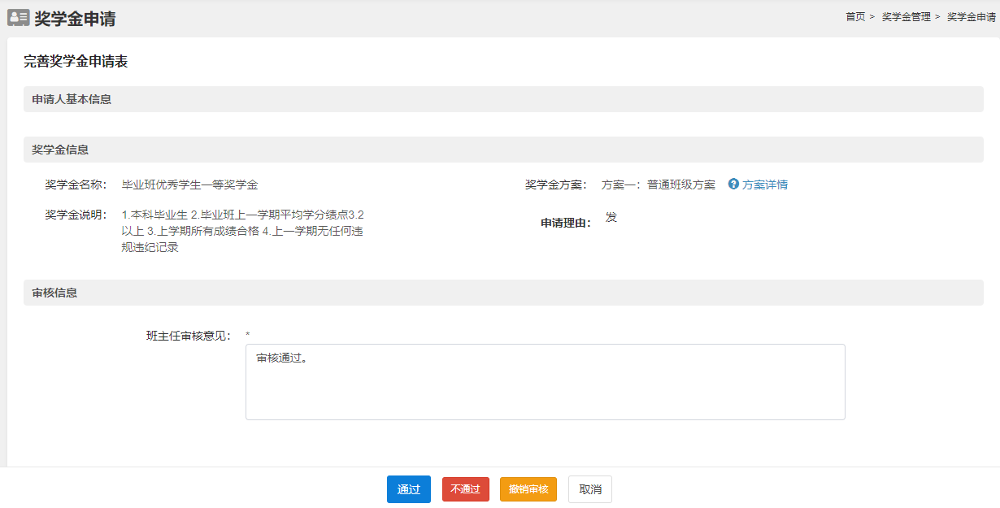 奖学金申请
首页 > 奖学金管理 > 奖学金申请
完善奖学金申请表
申请人基本信息
奖学金信息
奖学金名称： 毕业班优秀学生一等奖学金
奖学金方案： 方案一：普通班级方案 方案详情
奖学金说明： 1.本科毕业生 2.毕业班上一学期平均学分绩点3.2
以上 3.上学期所有成绩合格 4.上一学期无任何违
规违纪记录
申请理由： 发
审核信息
班主任审核意见： *
审核通过。
通过 不通过 撤销审核 取消